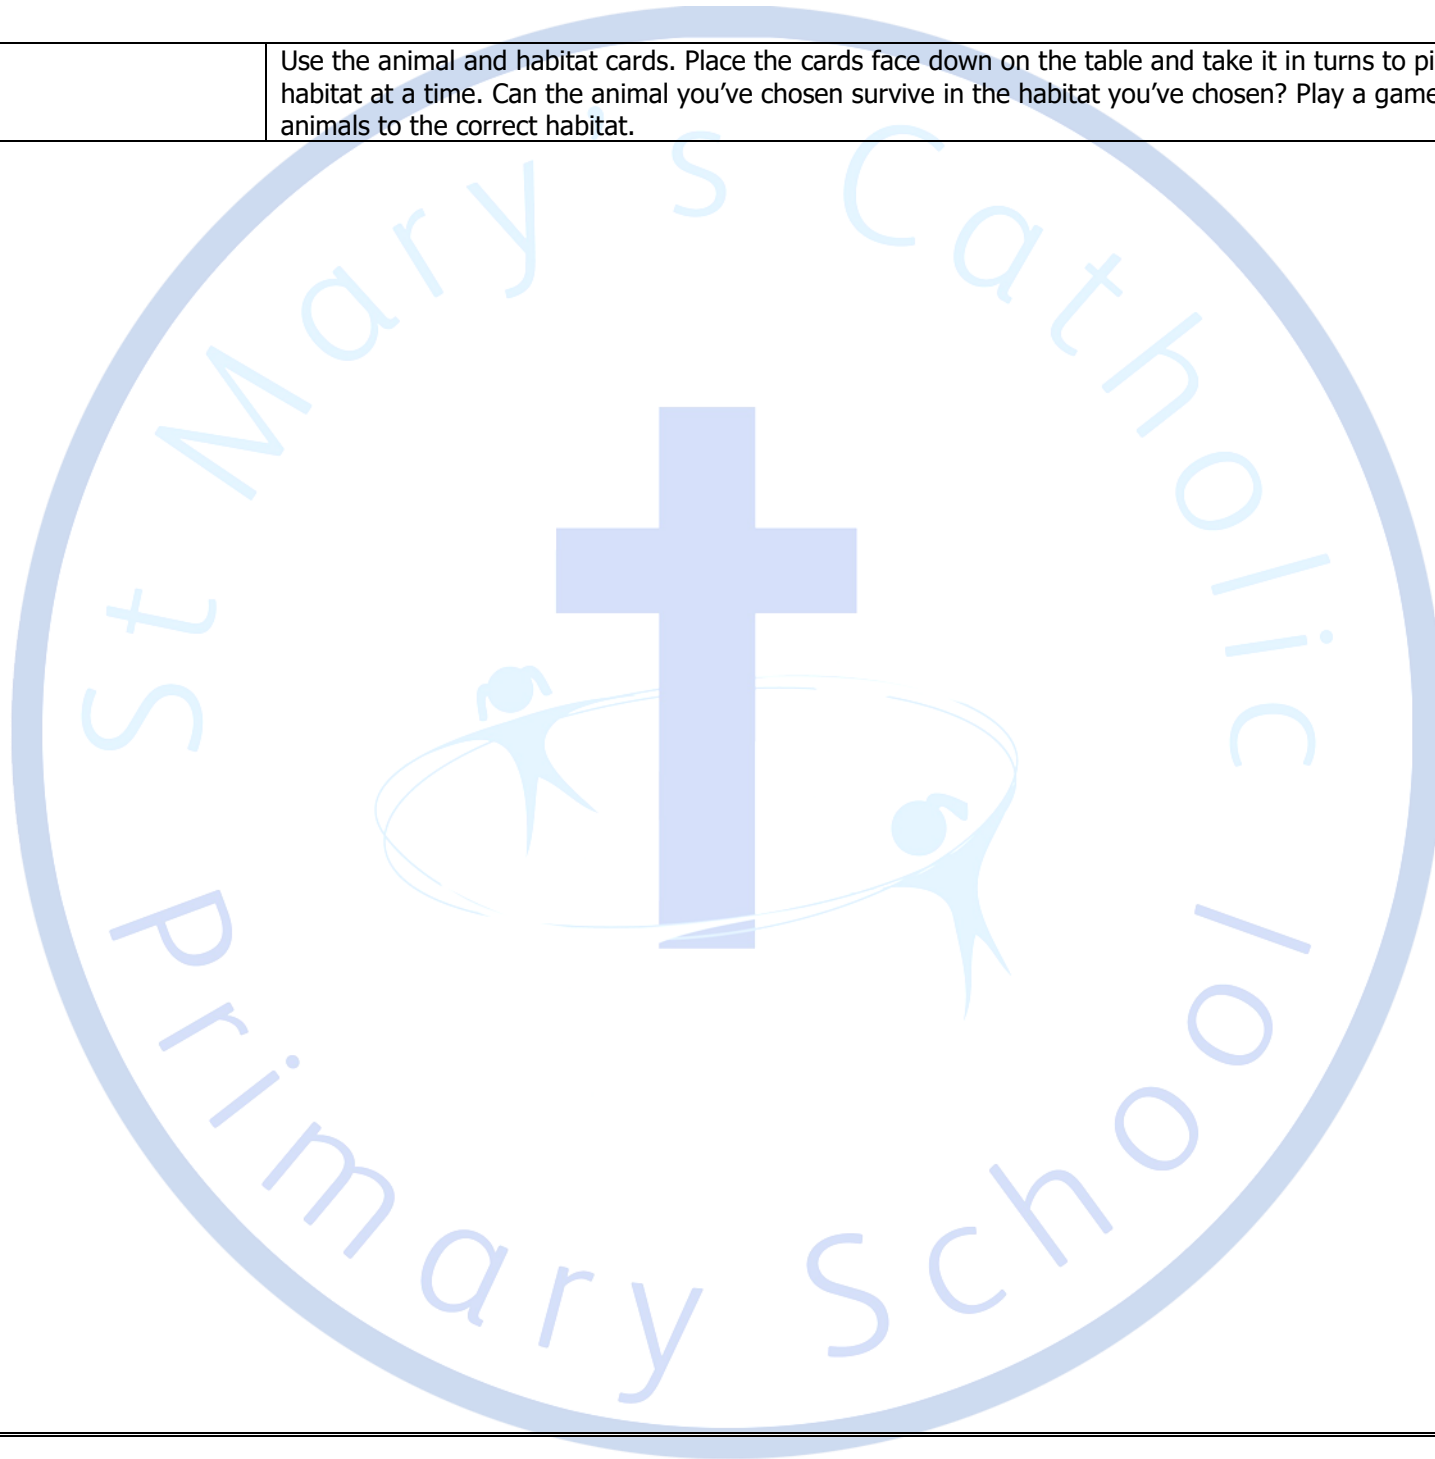 Use the animal and habitat cards. Place the cards face down on the table and take it in turns to pi
habitat at a time. Can the animal you've chosen survive in the habitat you've chosen? Play a game
animals to the correct habitat.
St Mary's Catholic
Primary School